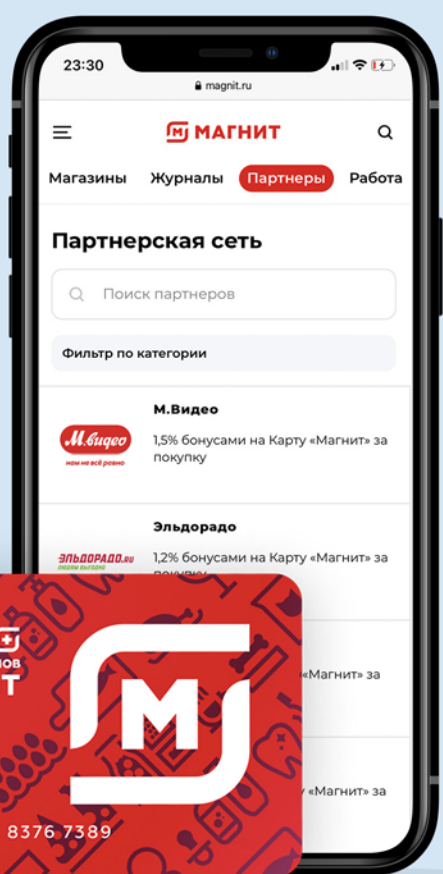 23:30
magnit.ru
М МАГНИТ
Магазины Журналы Партнеры Работа
Партнерская сеть
Поиск партнеров
Фильтр по категории
М.Видео
М.видео
нам не всё равно
1,5% бонусами на Карту «Магнит» за
покупку
Эльдорадо
ЭЛЬДОРАДО.RU
1,2% бонусами на Карту «Магнит» за
покупку
«Магнит» за
«Магнит» за
ОВ
Т
М
8376 7389